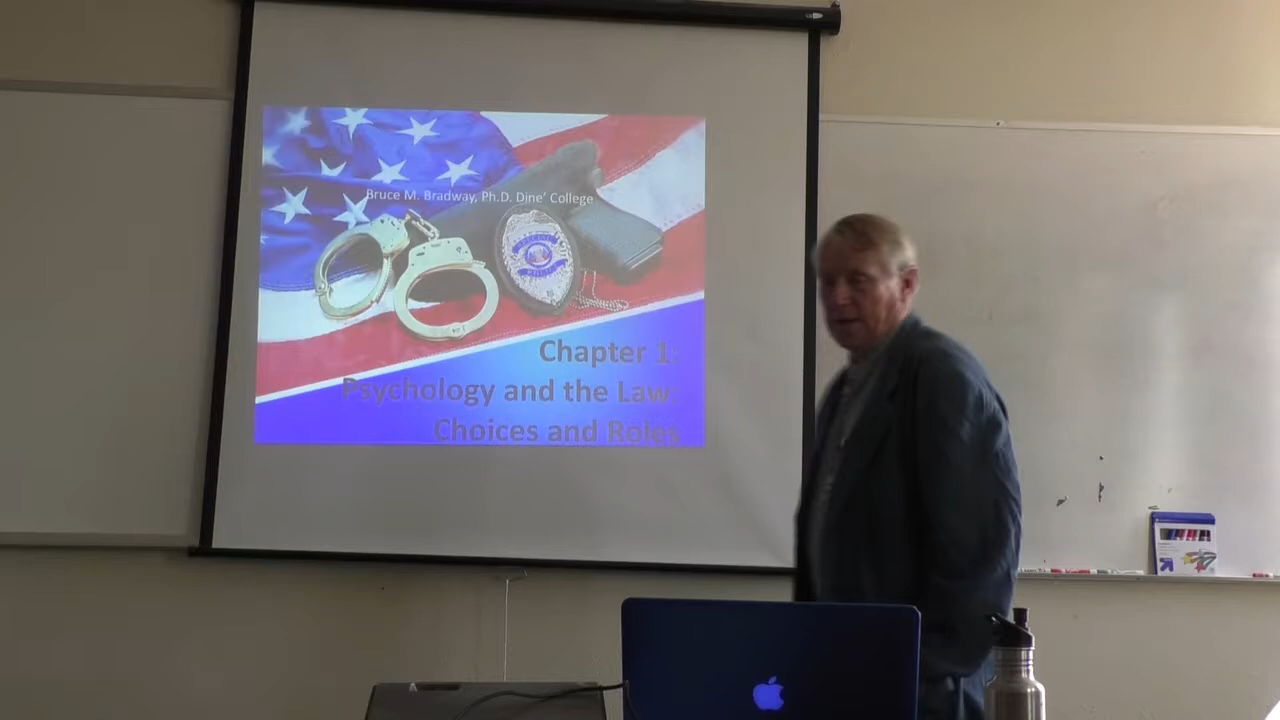 Bruce M. Bradway, Ph.D. Dine' College
Chapter 1:
Psychology and the Law:
Choices and Roles